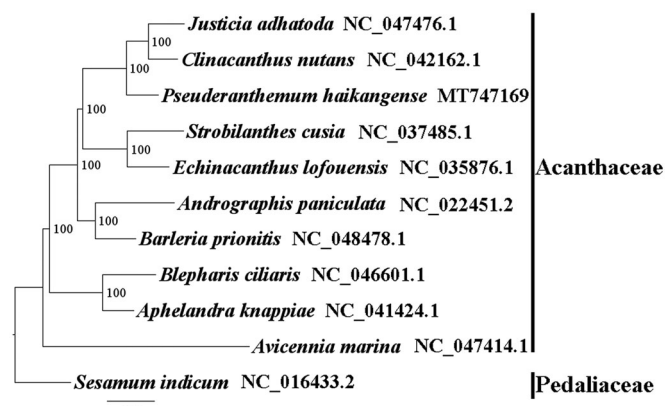 Justicia adhatoda NC_047476.1
100
Clinacanthus nutans NC_042162.1
100
Pseuderanthemum haikangense MT747169
100
Strobilanthes cusia NC_037485.1
100
Echinacanthus lofouensis NC_035876.1
100
Acanthaceae
Andrographis paniculata NC_022451.2
100
100
Barleria prionitis NC_048478.1
Blepharis ciliaris NC_046601.1
100
Aphelandra knappiae NC_041424.1
Avicennia marina NC_047414.1
Sesamum indicum NC_016433.2
Pedaliaceae